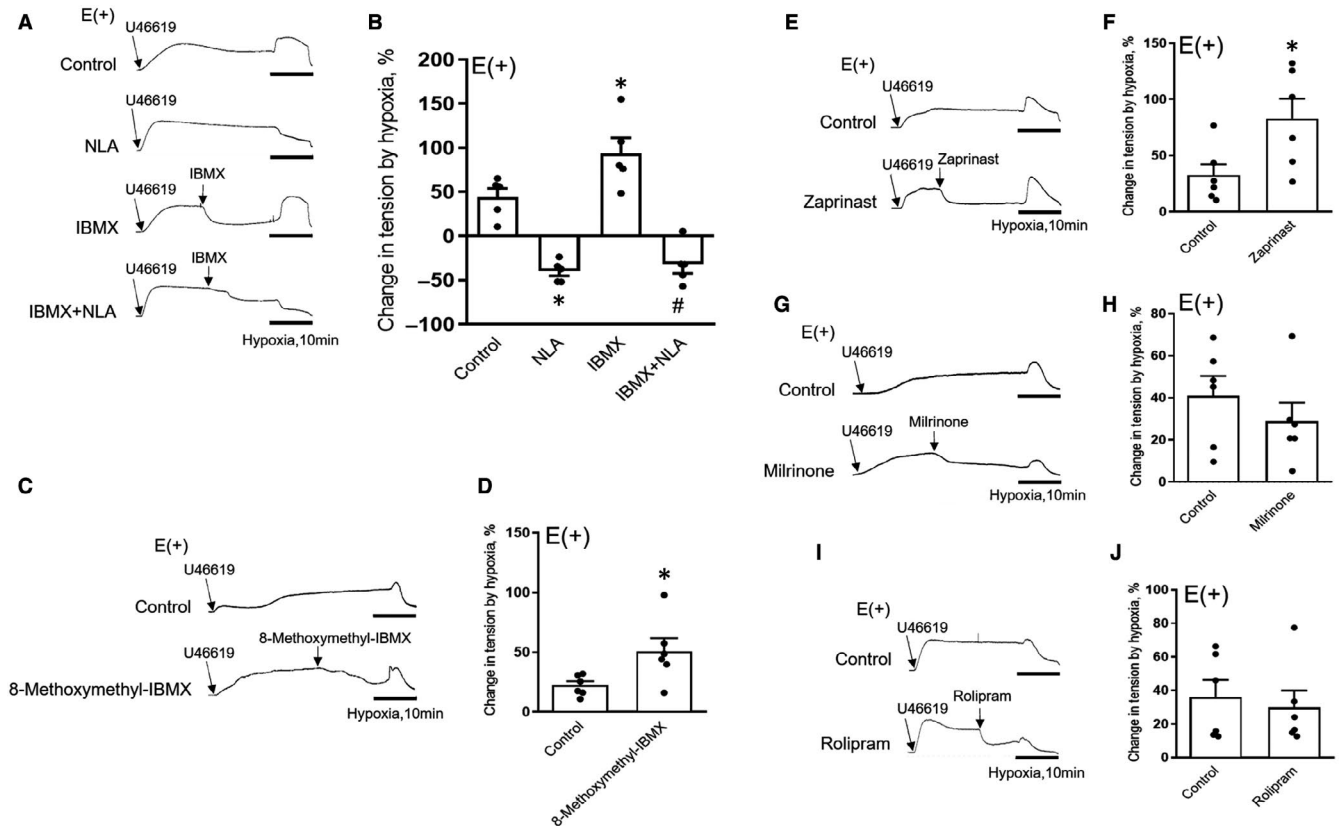 A
E(+)
U46619
Control
NLA
U46619
IBMX
IBMX
U46619
IBMX
IBMX+NLA
Hypoxia,10min
B
E(+)
Change in tension by hypoxia, %
150
100
50
0
−50
−100
*
*
#
Control
NLA
IBMX
IBMX+NLA
C
E(+)
U46619
Control
8-Methoxymethyl-IBMX
U46619
8-Methoxymethyl-IBMX
Hypoxia,10min
D
E(+)
Change in tension by hypoxia, %
150
100
50
0
*
Control
8-Methoxymethyl-IBMX
E
E(+)
U46619
Control
U46619
Zaprinast
Zaprinast
Hypoxia,10min
F
E(+)
Change in tension by hypoxia, %
150
100
50
0
*
Control
Zaprinast
G
E(+)
U46619
Control
Milrinone
U46619
Milrinone
Hypoxia,10min
H
E(+)
Change in tension by hypoxia, %
80
60
40
20
0
Control
Milrinone
I
E(+)
U46619
Control
Rolipram
U46619
Rolipram
Hypoxia,10min
J
E(+)
Change in tension by hypoxia, %
100
80
60
40
20
0
Control
Rolipram